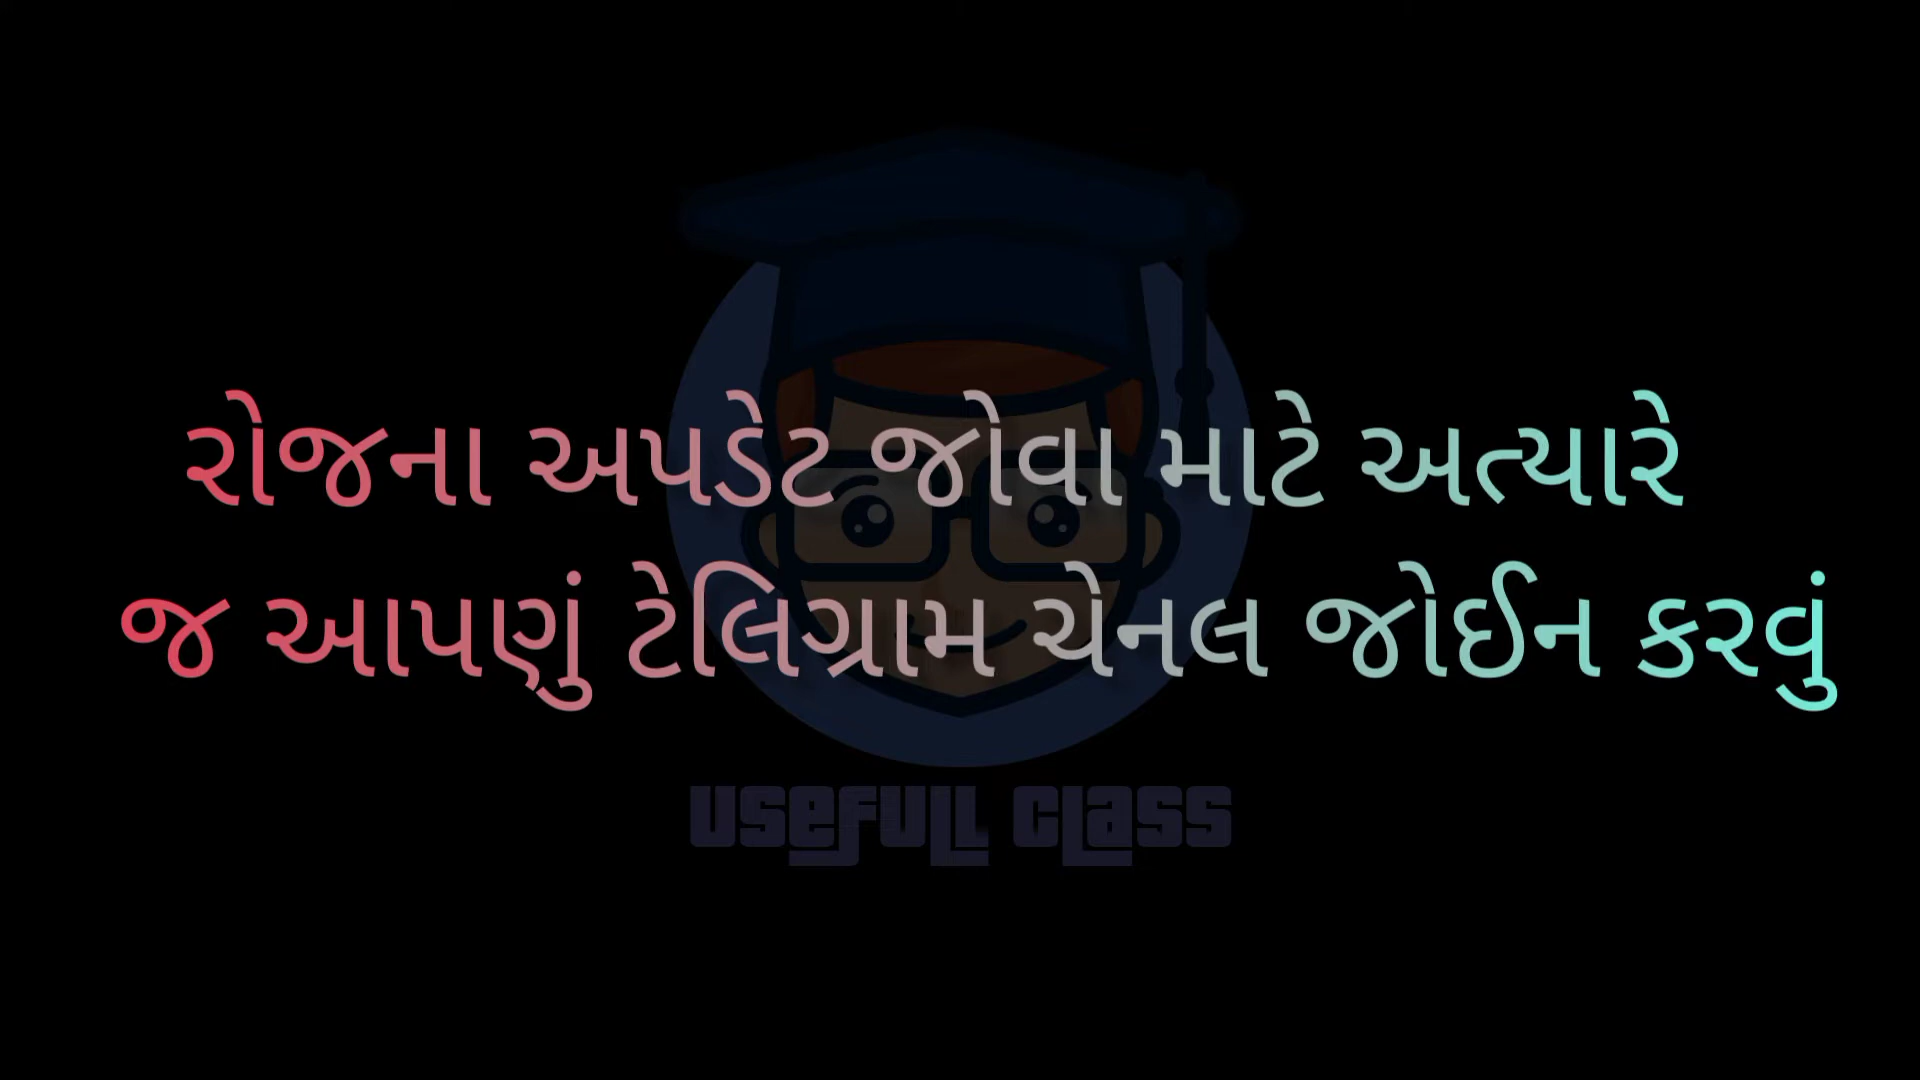 રોજના અપડેટ જોવા માટે અત્યારે
જ આપણું ટેલિગ્રામ ચેનલ જોઈન કરવું
USEFULL CLASS